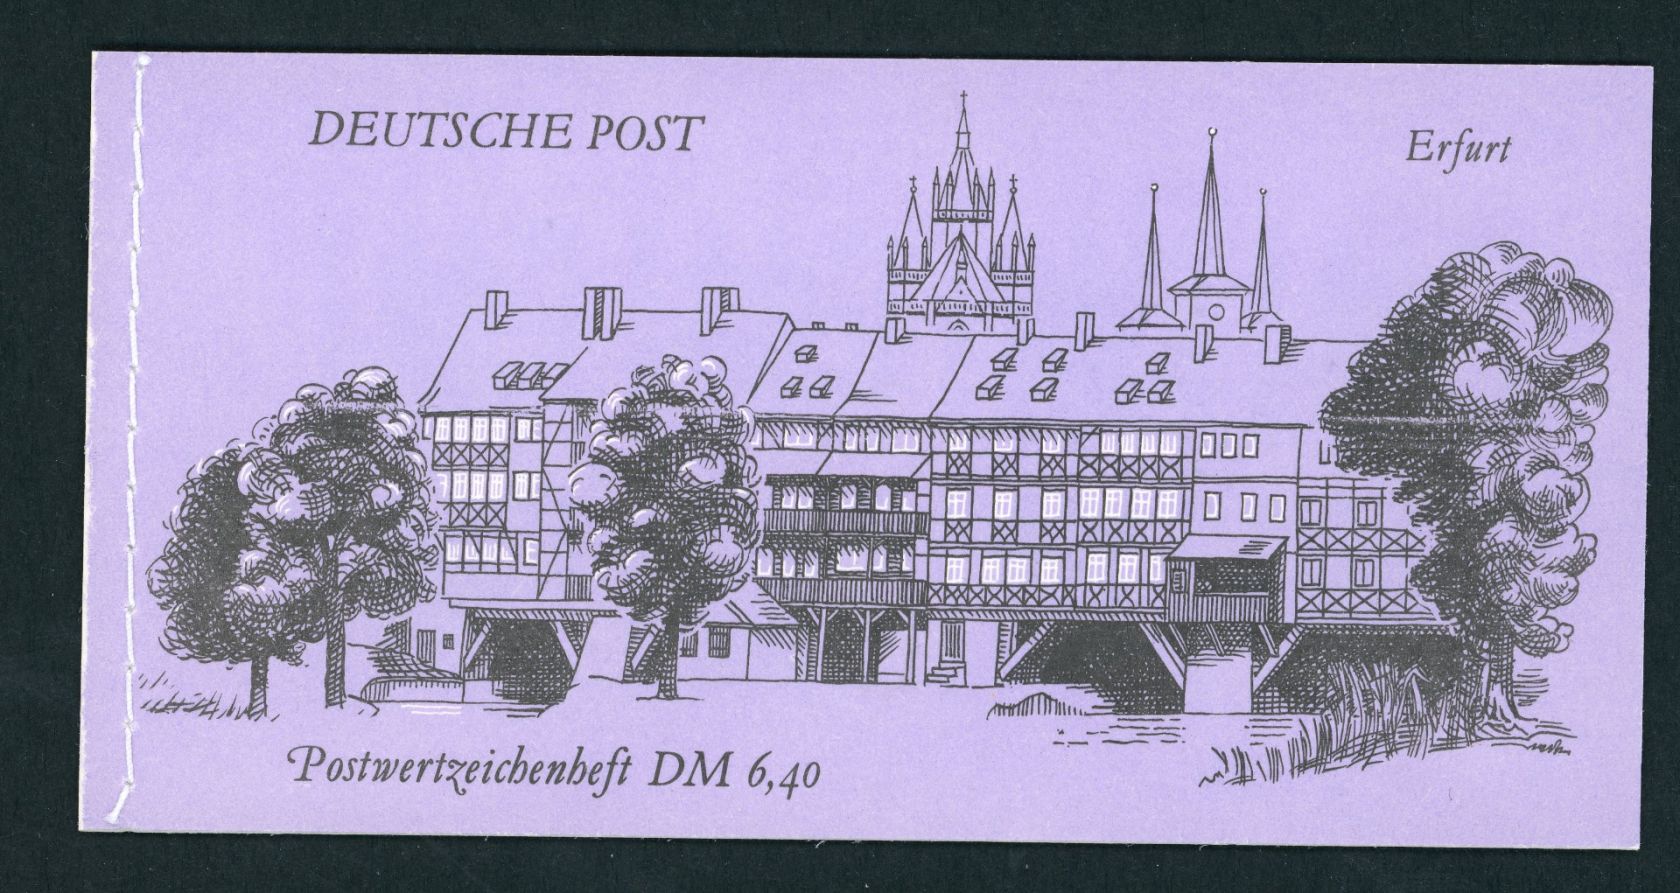 DEUTSCHE POST
Erfurt
Postwertzeichenheft DM 6,40